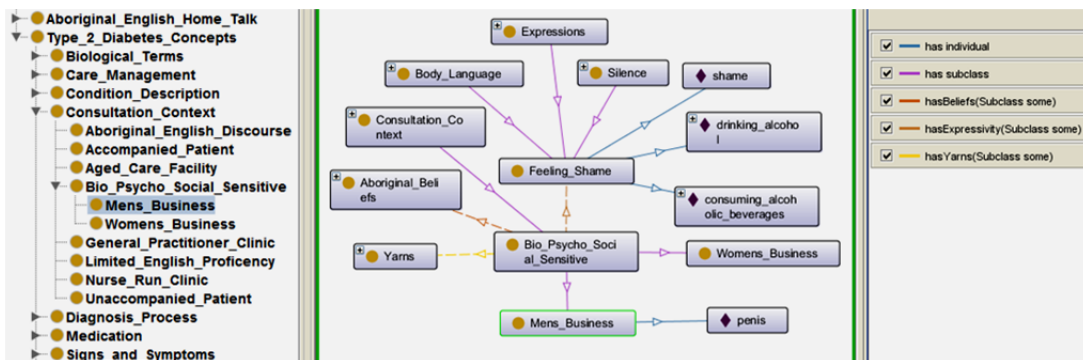 Aboriginal_English_Home_Talk
Type_2_Diabetes_Concepts
Biological_Terms
Care_Management
Condition_Description
Consultation_Context
Aboriginal_English_Discourse
Accompanied_Patient
Aged_Care_Facility
Bio_Psycho_Social_Sensitive
Mens_Business
Womens_Business
General_Practitioner_Clinic
Limited_English_Proficency
Nurse_Run_Clinic
Unaccompanied_Patient
Diagnosis_Process
Medication
Signs_and_Symptoms
Expressions
Body_Language
Silence
shame
Consultation_Co
ntext
drinking_alcoho
l
Feeling_Shame
Aboriginal_Beli
efs
consuming_alcoh
olic_beverages
Yarns
Bio_Psycho_Soci
al_Sensitive
Womens_Business
Mens_Business
penis
has individual
has subclass
hasBeliefs(Subclass some)
hasExpressivity(Subclass some)
hasYarns(Subclass some)